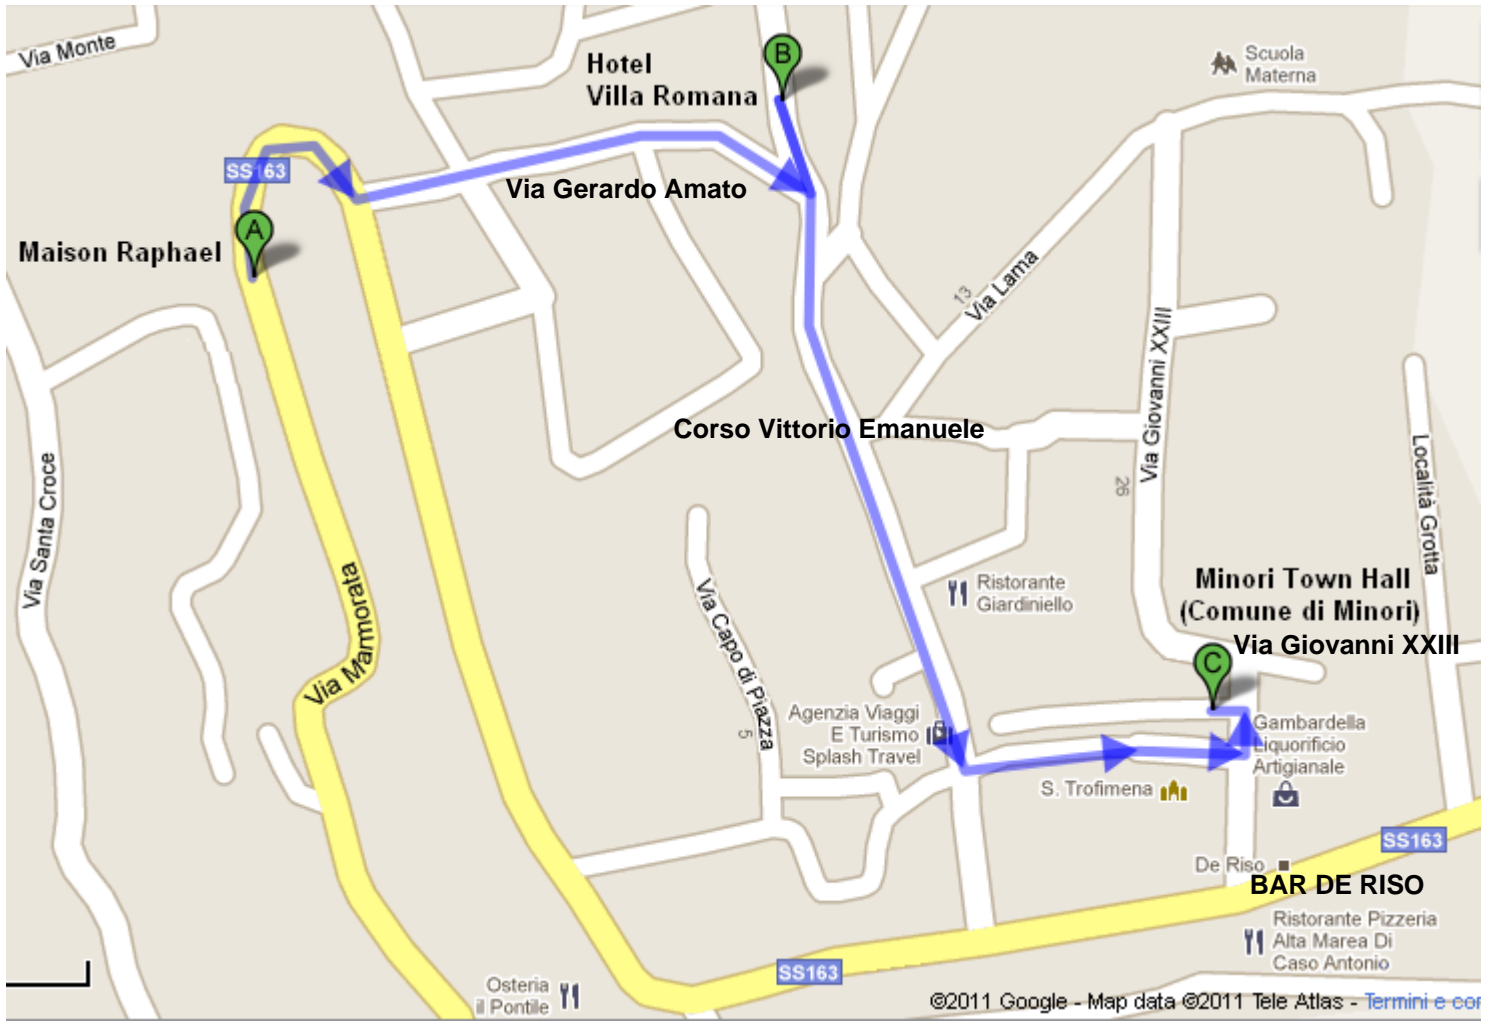 Via Monte
Hotel
Villa Romana
B
Scuola
Materna
SS163
A
Maison Raphael
Via Gerardo Amato
13
Via Lama
Via Giovanni XXIII
Corso Vittorio Emanuele
26
Località Grotta
Via Santa Croce
Via Marmorata
Via Capo di Piazza
5
Ristorante
Giardiniello
Minori Town Hall
(Comune di Minori)
Via Giovanni XXIII
C
Agenzia Viaggi
E Turismo
Splash Travel
Gambardella
Liquorificio
Artigianale
S. Trofimena
SS163
De Riso
BAR DE RISO
Ristorante Pizzeria
Alta Marea Di
Caso Antonio
SS163
Osteria
il Pontile
©2011 Google - Map data ©2011 Tele Atlas - Termini e con